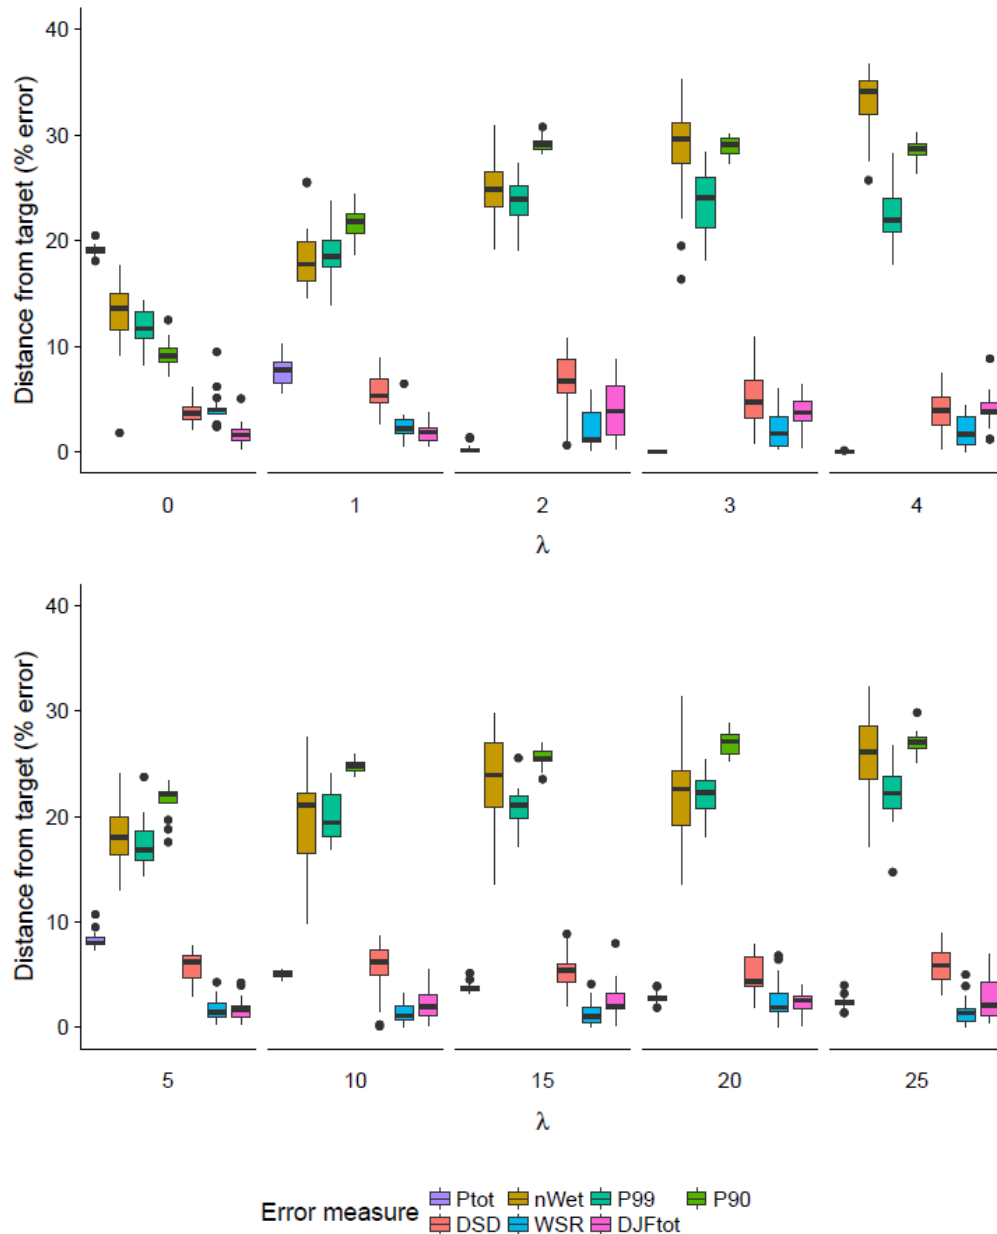 40
30
20
10
0
Distance from target (% error)
0 1 2 3 4
λ
40
30
20
10
0
Distance from target (% error)
5 10 15 20 25
λ
Error measure
Ptot nWet P99 P90
DSD WSR DJFtot